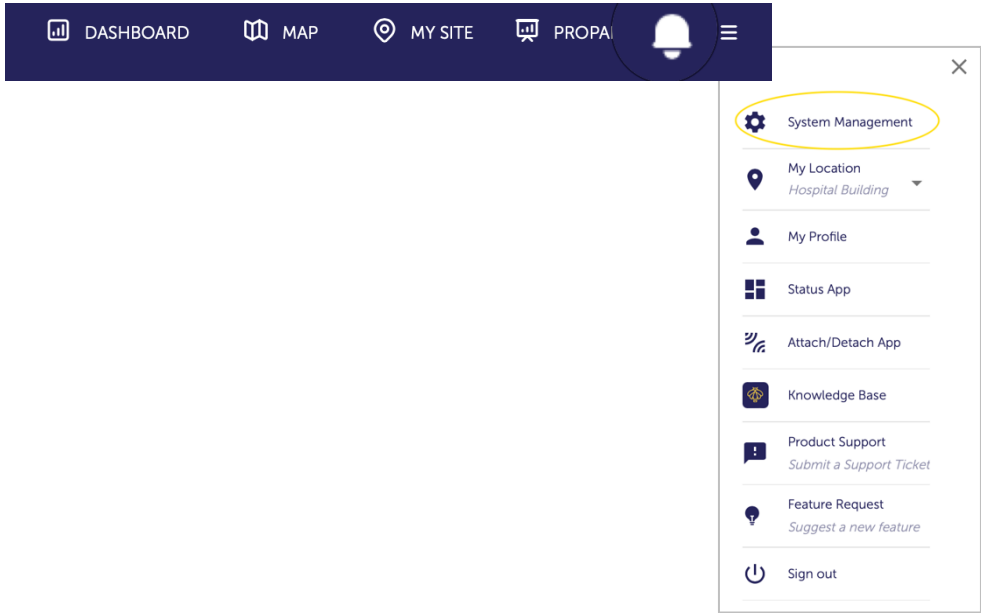 DASHBOARD
MAP
MY SITE
PROPA
System Management
My Location
Hospital Building
My Profile
Status App
Attach/Detach App
Knowledge Base
Product Support
Submit a Support Ticket
Feature Request
Suggest a new feature
Sign out